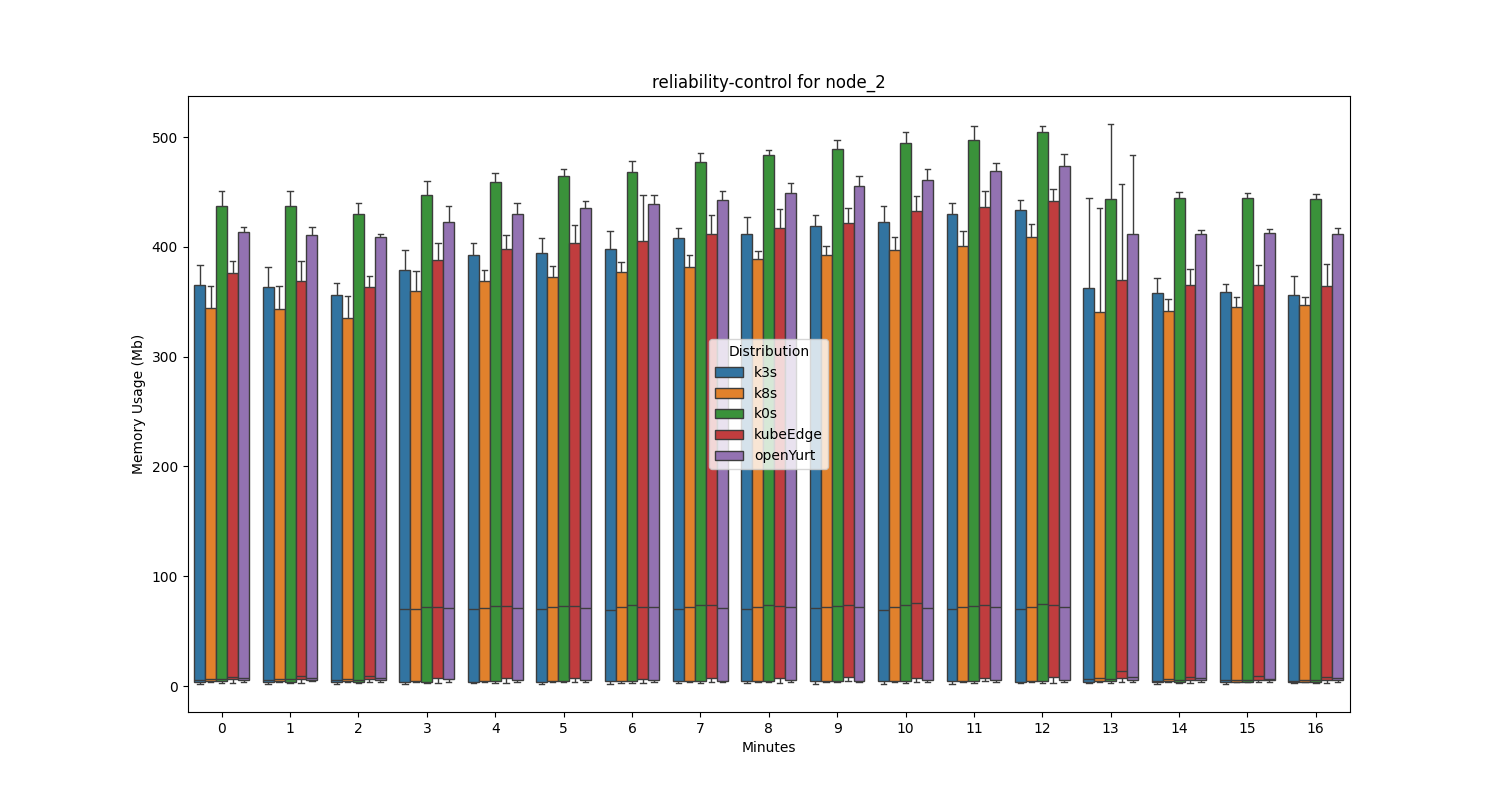 reliability-control for node_2
Memory Usage (Mb)
500
400
300
200
100
0
Distribution
k3s
k8s
k0s
kubeEdge
openYurt
0 1 2 3 4 5 6 7 8 9 10 11 12 13 14 15 16
Minutes